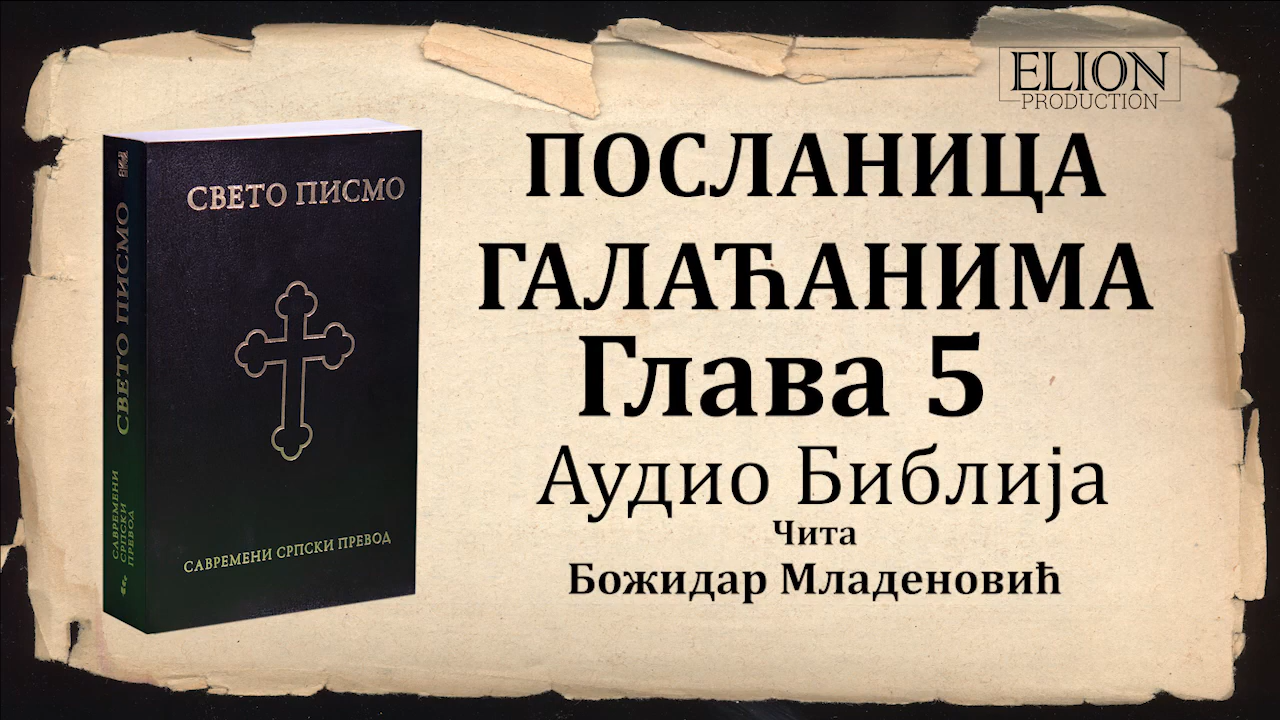 ELION
PRODUCTION
ПОСЛАНИЦА
ГАЛАЋАНИМА
Глава 5
Аудио Библија
Чита
Божидар Младеновић
СВЕТО ПИСМО
САВРЕМЕНИ СРПСКИ ПРЕВОД
СВЕТО ПИСМО
САВРЕМЕНИ
СРПСКИ
ПРЕВОД